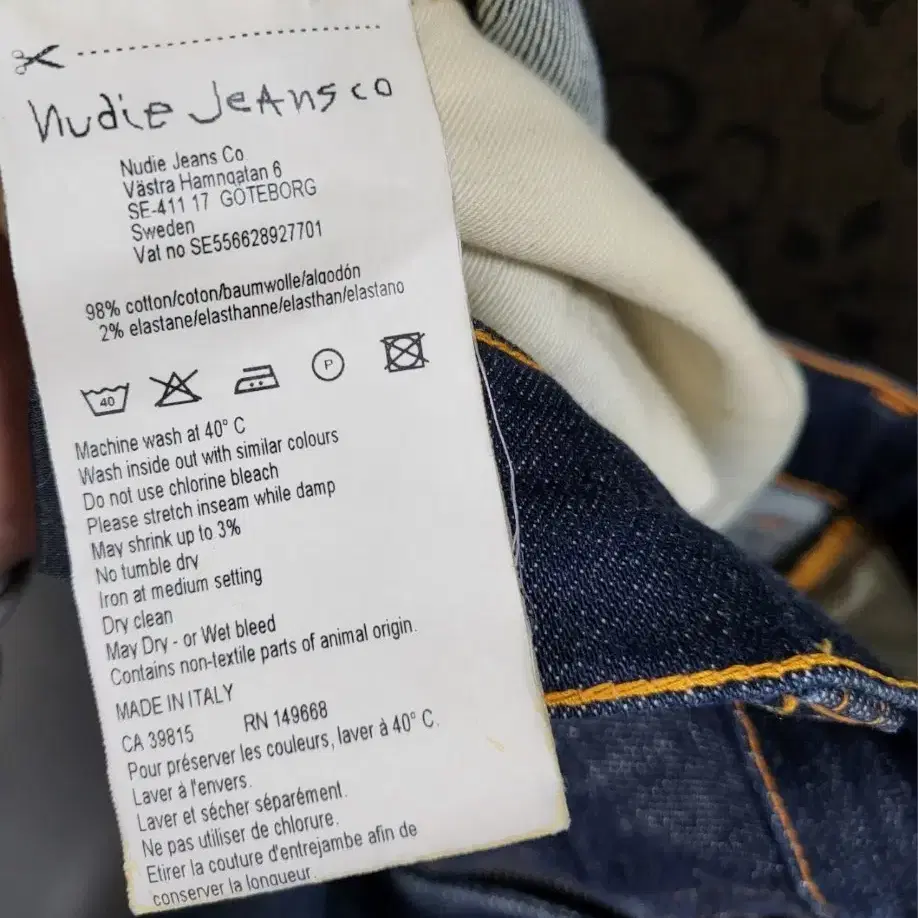 nudie Jeans co
Nudie Jeans Co
Västra Hamngatan 6
SE-411 17 GÖTEBORG
Sweden
Vat no SE556628927701
98% cotton/coton/baumwolle/algodón
2% elastane/elasthanne/elasthan/elastano
40 P
Machine wash at 40° C
Wash inside out with similar colours
Do not use chlorine bleach
Please stretch inseam while damp
May shrink up to 3%
No tumble dry
Iron at medium setting
Dry clean
May Dry - or Wet bleed
Contains non-textile parts of animal origin.
MADE IN ITALY
CA 39815 RN 149668
Pour préserver les couleurs, laver à 40° C.
Laver à l'envers.
Laver et sécher séparément.
Ne pas utiliser de chlorure.
Etirer la couture d'entrejambe afin de
conserver la longueur.